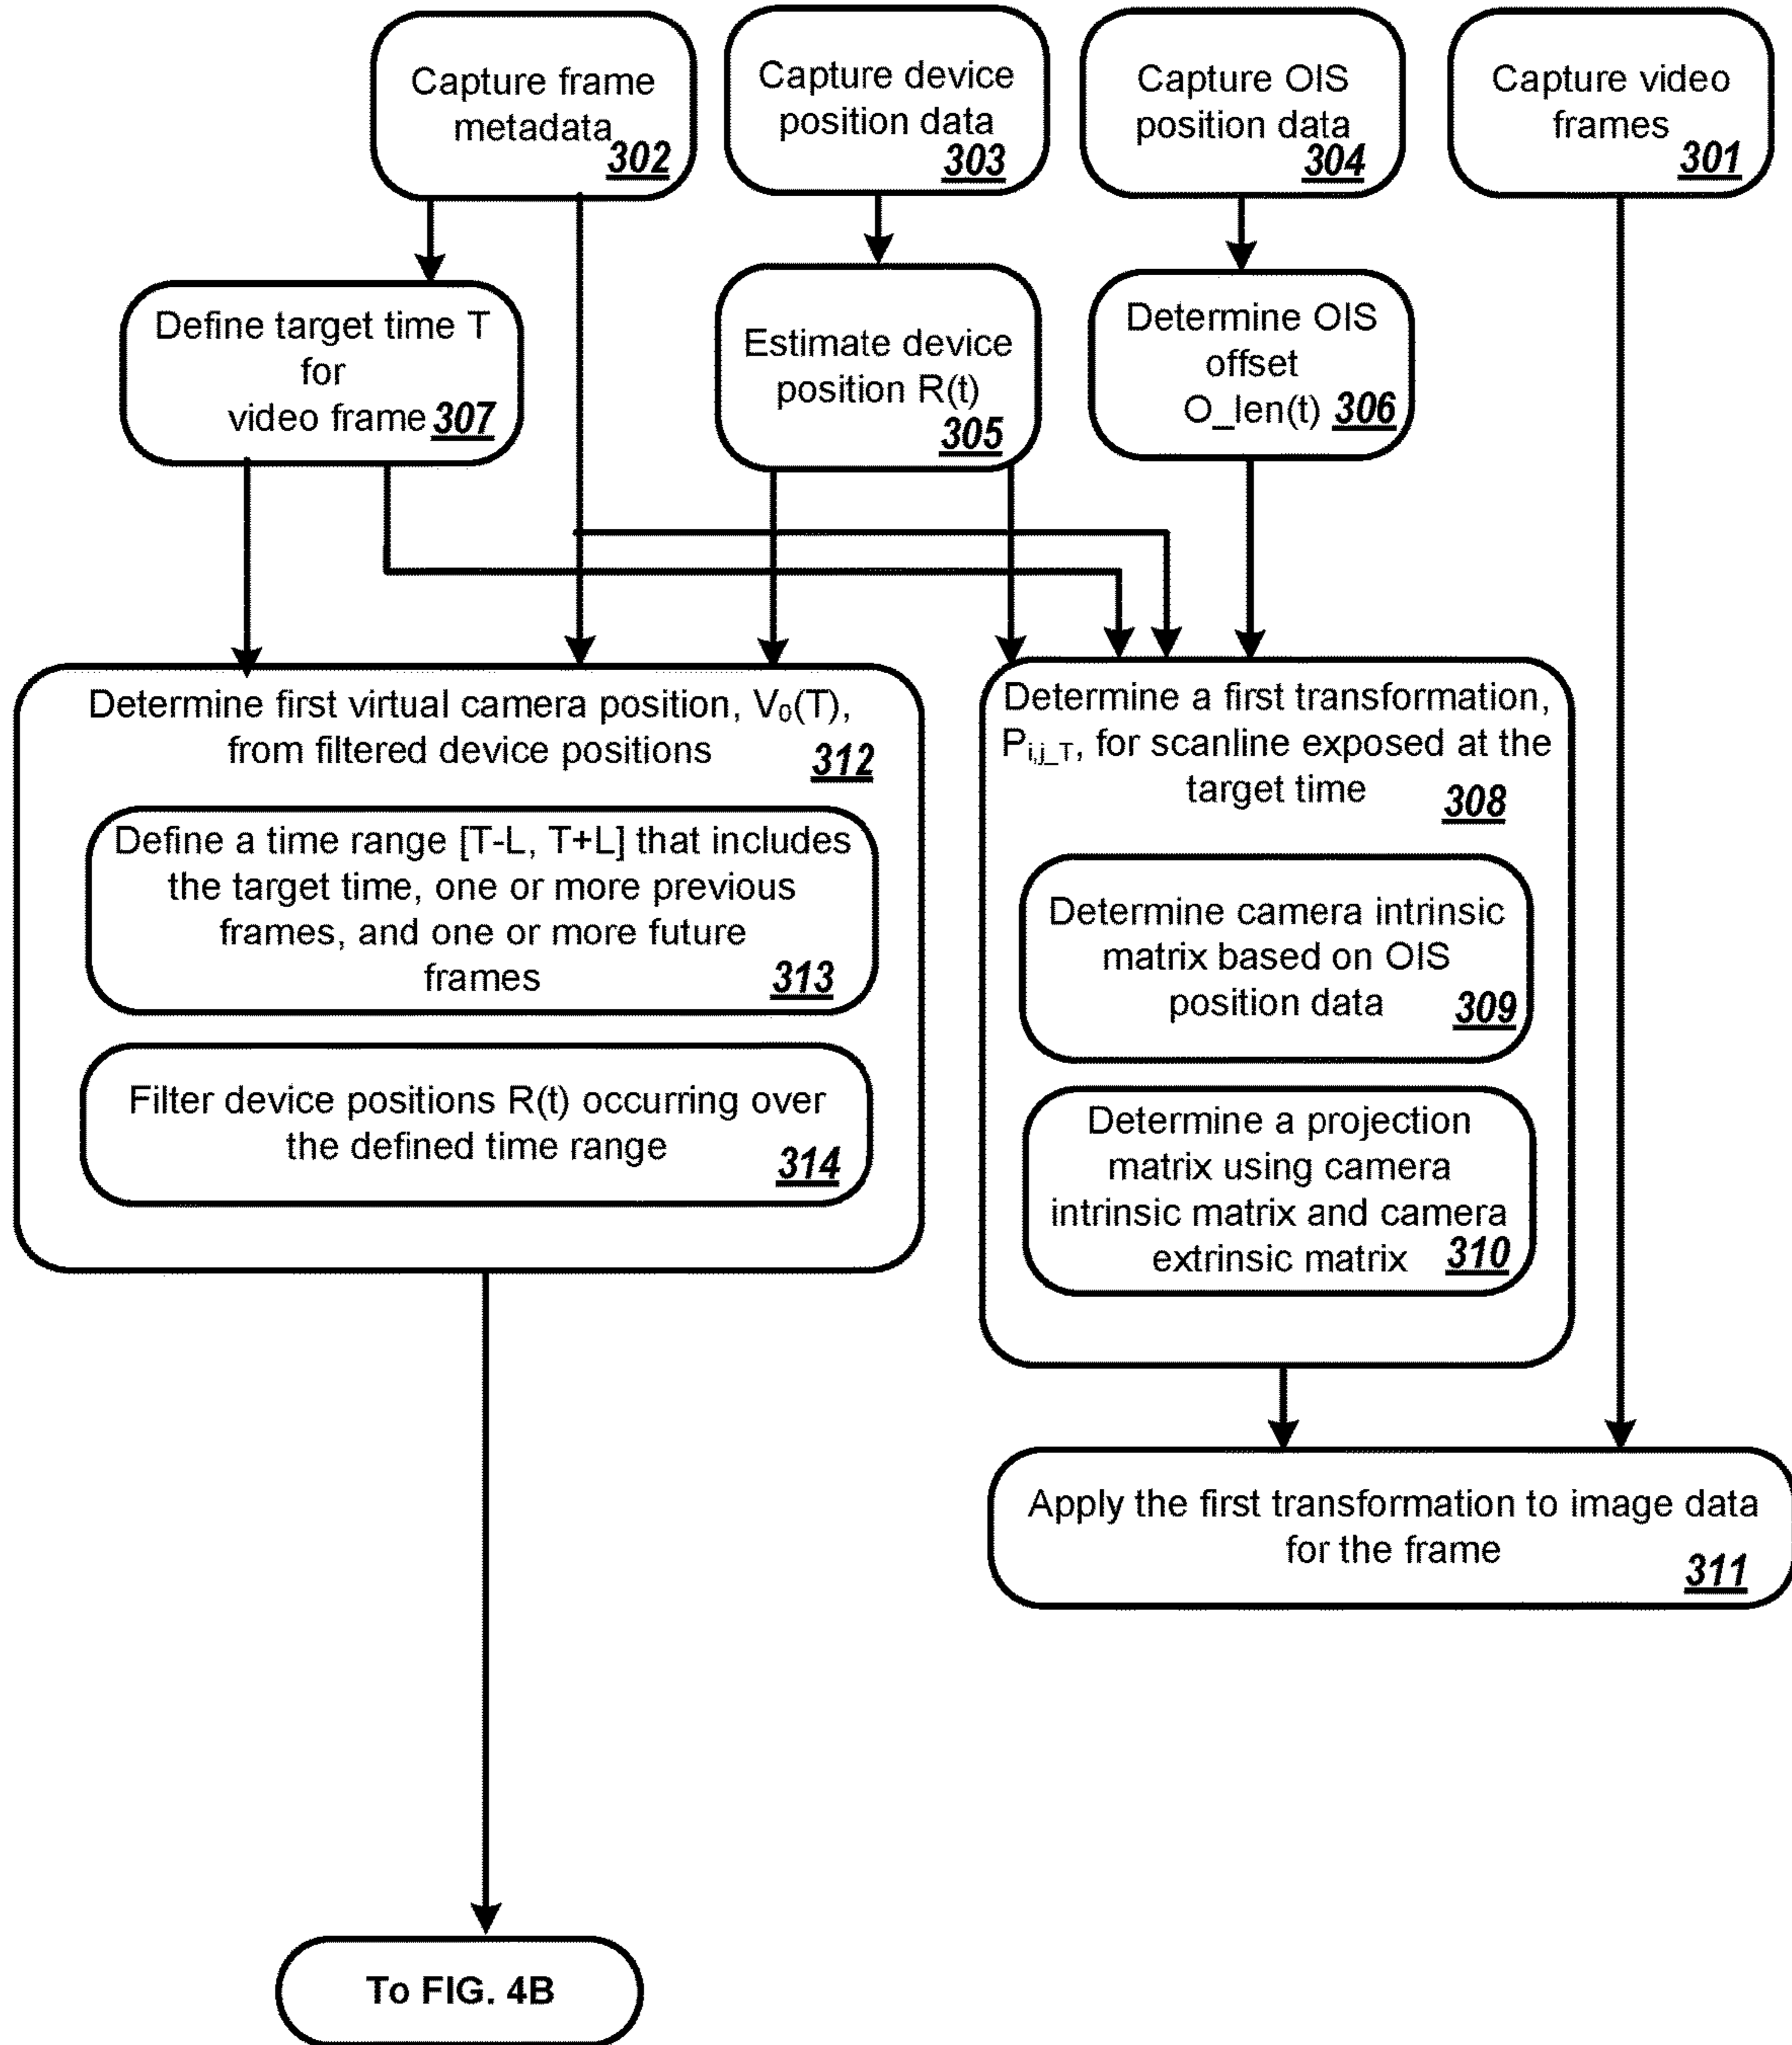 Capture frame
metadata 302
Capture device
position data
303
Capture OIS
position data
304
Capture video
frames
301
Define target time T
for
video frame 307
Estimate device
position R(t)
305
Determine OIS
offset
O_len(t) 306
Determine first virtual camera position, V₀(T),
from filtered device positions 312
Define a time range [T-L, T+L] that includes
the target time, one or more previous
frames, and one or more future
frames 313
Filter device positions R(t) occurring over
the defined time range 314
Determine a first transformation,
Pi,j_T, for scanline exposed at the
target time 308
Determine camera intrinsic
matrix based on OIS
position data 309
Determine a projection
matrix using camera
intrinsic matrix and camera
extrinsic matrix 310
Apply the first transformation to image data
for the frame
311
To FIG. 4B